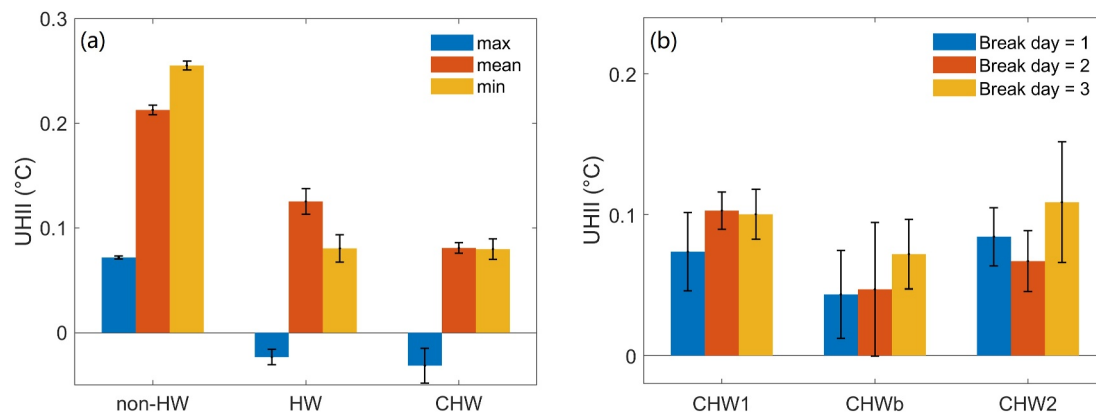 (a)
max
mean
min
0.3
0.2
0.1
0
UHII (°C)
non-HW
HW
CHW
(b)
Break day = 1
Break day = 2
Break day = 3
0.2
0.1
0
UHII (°C)
CHW1
CHWb
CHW2